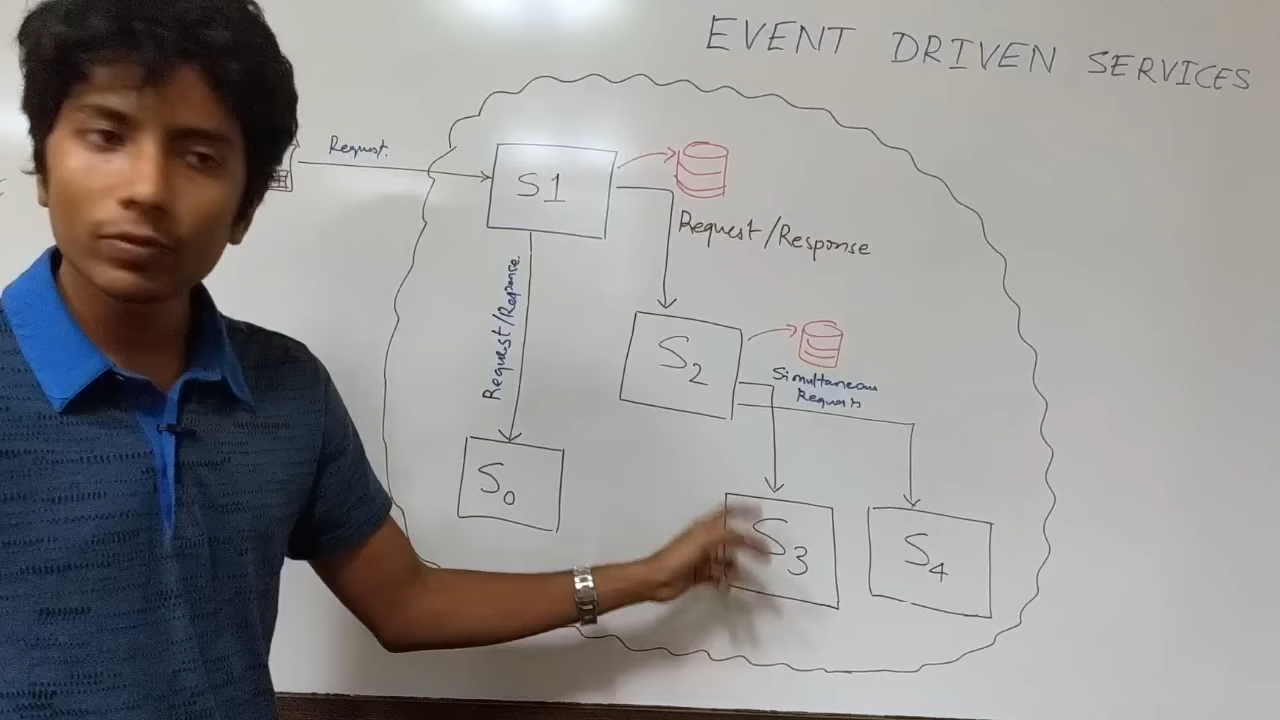 EVENT DRIVEN SERVICES
Request.
S1
Request/Response
Request/Response
S2
Simultaneous
Requests
S0
S3
S4